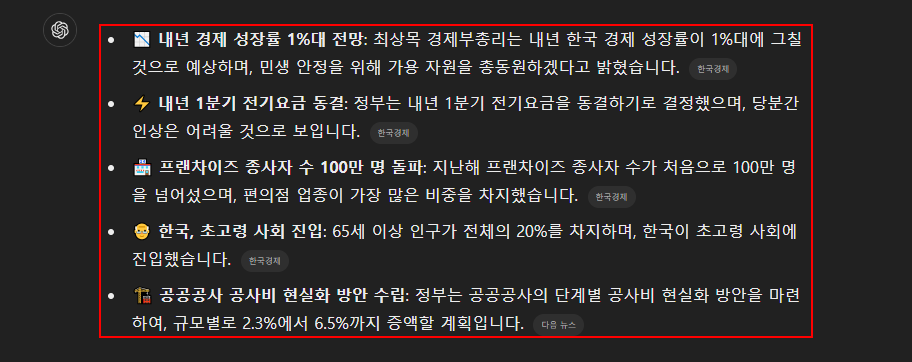 📉 내년 경제 성장률 1%대 전망: 최상목 경제부총리는 내년 한국 경제 성장률이 1%대에 그칠
것으로 예상하며, 민생 안정을 위해 가용 자원을 총동원하겠다고 밝혔습니다. 한국경제
⚡ 내년 1분기 전기요금 동결: 정부는 내년 1분기 전기요금을 동결하기로 결정했으며, 당분간
인상은 어려울 것으로 보입니다. 한국경제
🏪 프랜차이즈 종사자 수 100만 명 돌파: 지난해 프랜차이즈 종사자 수가 처음으로 100만 명
을 넘어섰으며, 편의점 업종이 가장 많은 비중을 차지했습니다. 한국경제
👴 한국, 초고령 사회 진입: 65세 이상 인구가 전체의 20%를 차지하며, 한국이 초고령 사회에
진입했습니다. 한국경제
🏗️ 공공공사 공사비 현실화 방안 수립: 정부는 공공공사의 단계별 공사비 현실화 방안을 마련
하여, 규모별로 2.3%에서 6.5%까지 증액할 계획입니다. 다음 뉴스